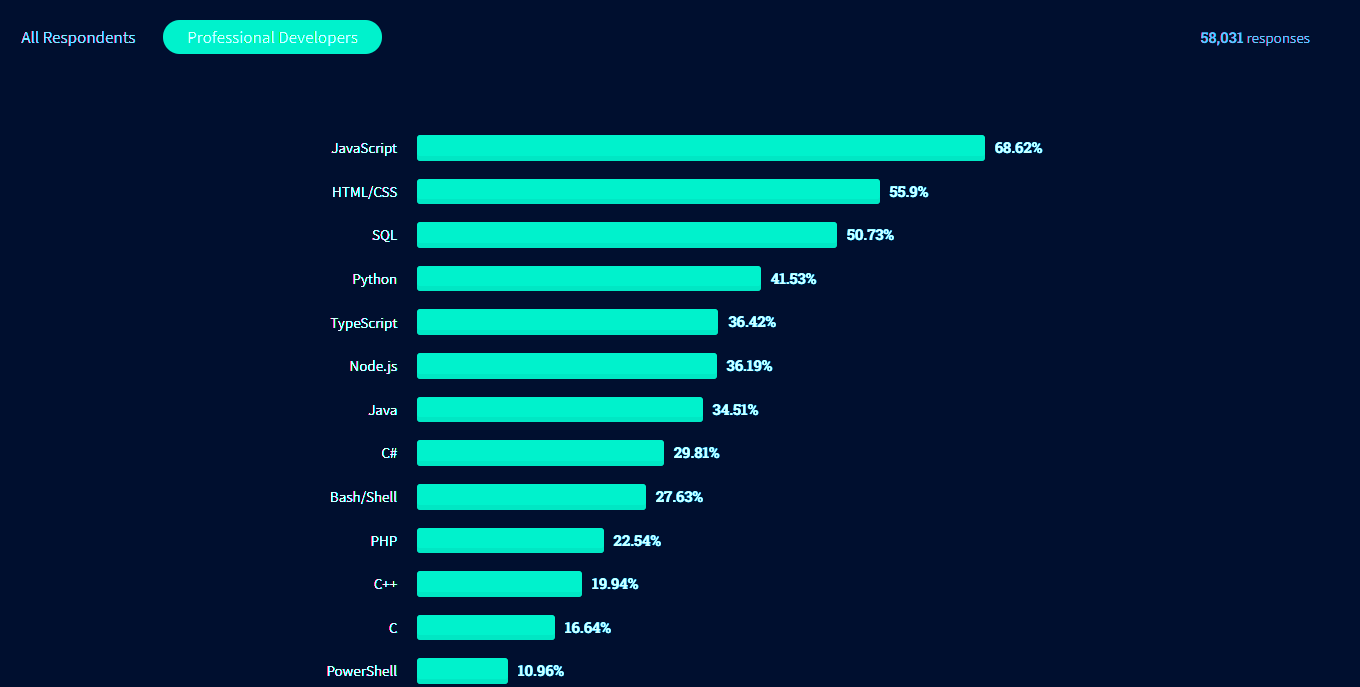 All Respondents Professional Developers 58,031 responses
JavaScript 68.62%
HTML/CSS 55.9%
SQL 50.73%
Python 41.53%
TypeScript 36.42%
Node.js 36.19%
Java 34.51%
C# 29.81%
Bash/Shell 27.63%
PHP 22.54%
C++ 19.94%
C 16.64%
PowerShell 10.96%